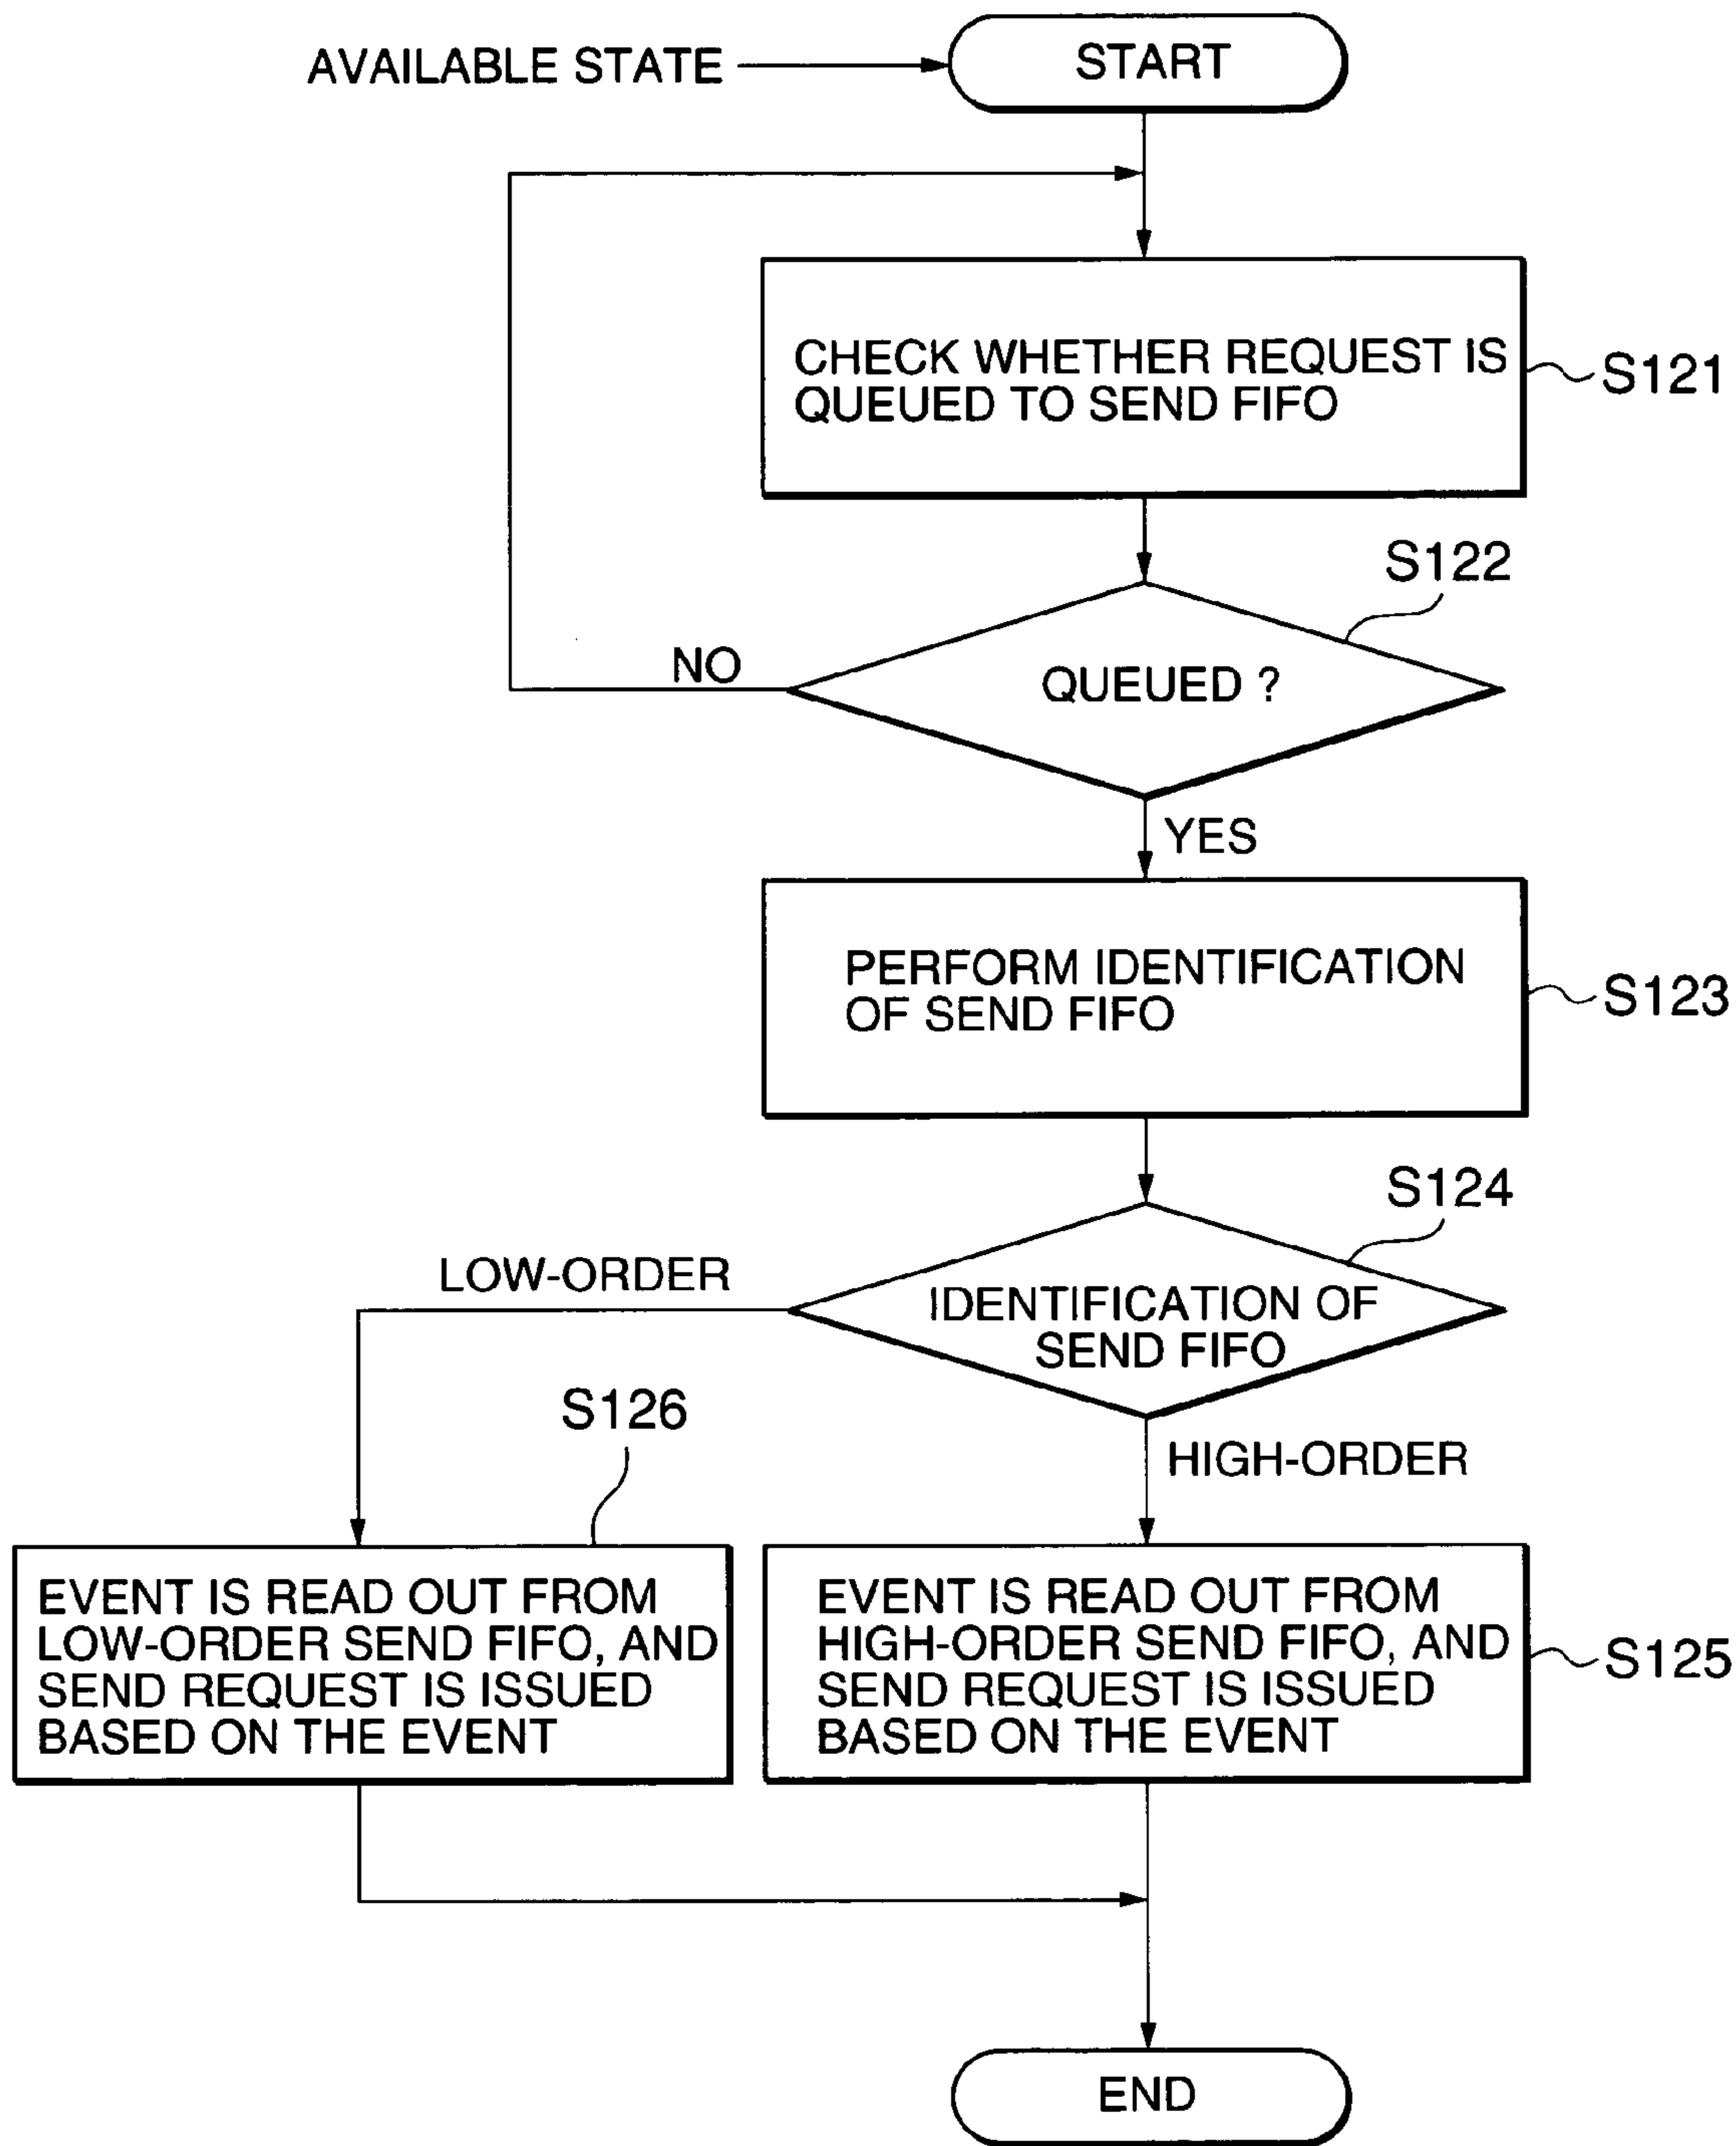 AVAILABLE STATE
START
CHECK WHETHER REQUEST IS
QUEUED TO SEND FIFO
S121
S122
QUEUED ?
NO
YES
PERFORM IDENTIFICATION
OF SEND FIFO
S123
S124
IDENTIFICATION OF
SEND FIFO
LOW-ORDER
HIGH-ORDER
S126
EVENT IS READ OUT FROM
LOW-ORDER SEND FIFO, AND
SEND REQUEST IS ISSUED
BASED ON THE EVENT
EVENT IS READ OUT FROM
HIGH-ORDER SEND FIFO, AND
SEND REQUEST IS ISSUED
BASED ON THE EVENT
S125
END